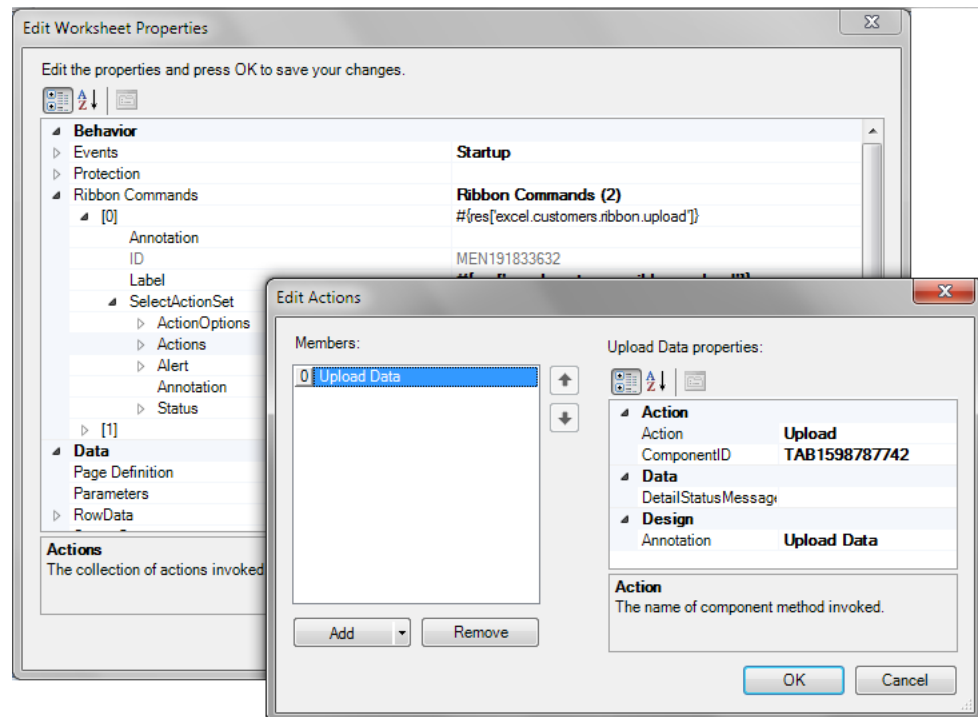 Edit Worksheet Properties
Edit the properties and press OK to save your changes.
Behavior
Events Startup
Protection
Ribbon Commands Ribbon Commands (2)
[0] #{res['excel.customers.ribbon.upload']}
Annotation
ID MEN191833632
Label
SelectActionSet
ActionOptions
Actions
Alert
Annotation
Status
[1]
Data
Page Definition
Parameters
RowData
Actions
The collection of actions invoked
Edit Actions
Members:
0 Upload Data
Add
Remove
Upload Data properties:
Action
Action Upload
ComponentID TAB1598787742
Data
DetailStatusMessage
Design
Annotation Upload Data
Action
The name of component method invoked.
OK
Cancel